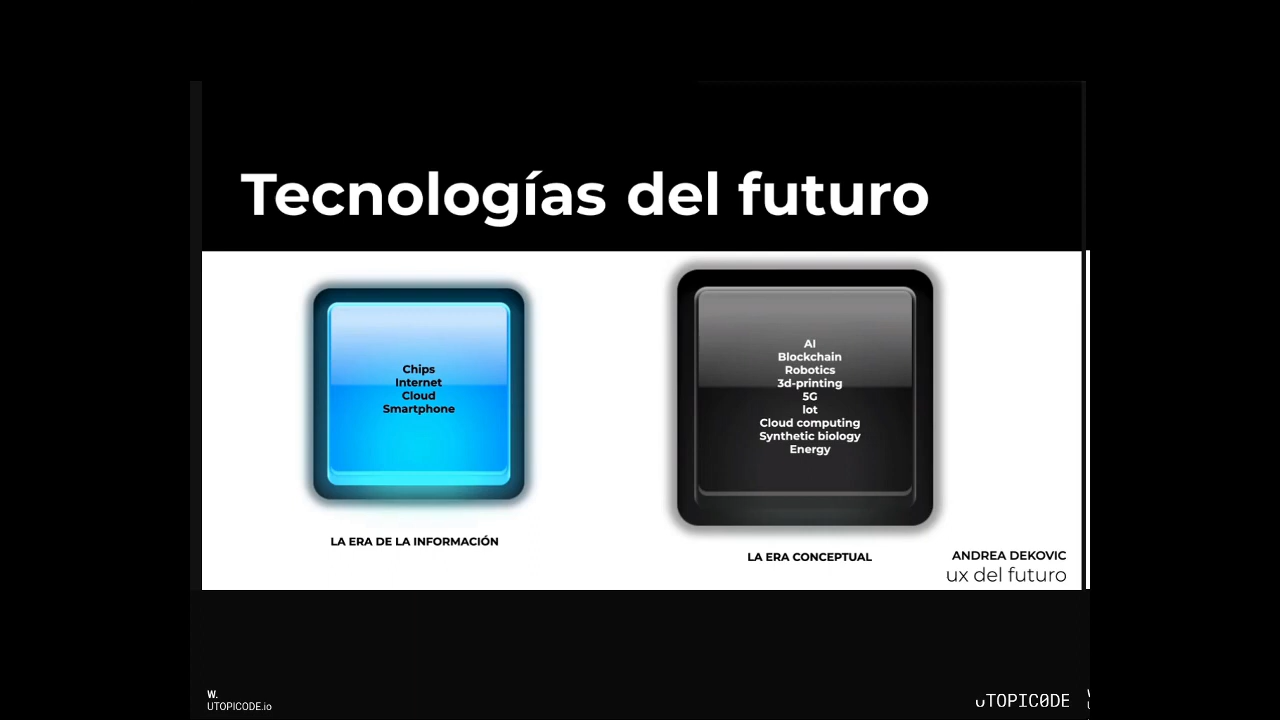 Tecnologías del futuro
Chips
Internet
Cloud
Smartphone
LA ERA DE LA INFORMACIÓN
AI
Blockchain
Robotics
3d-printing
5G
Iot
Cloud computing
Synthetic biology
Energy
LA ERA CONCEPTUAL
ANDREA DEKOVIC
ux del futuro
W.
UTOPICODE.io
UTOPIC0DE